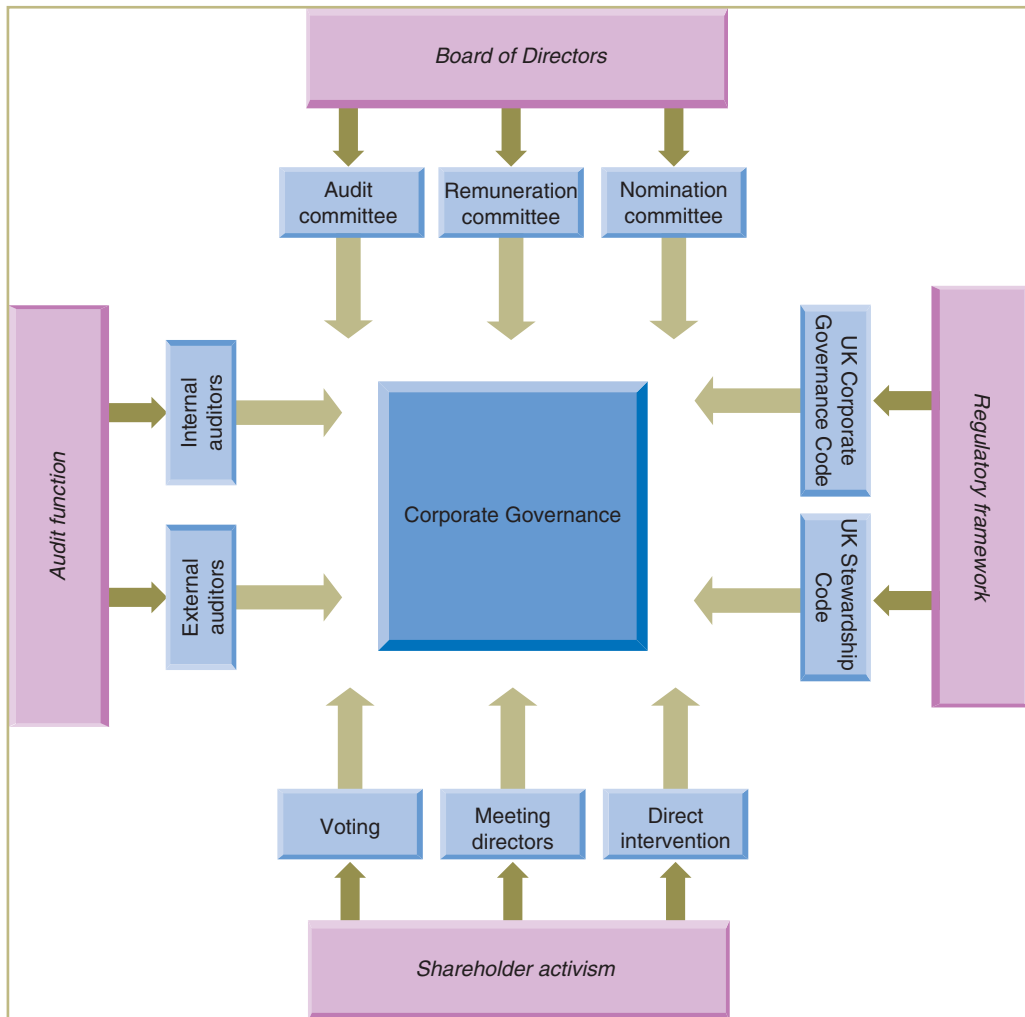 Board of Directors
Audit
committee
Remuneration
committee
Nomination
committee
Audit function
Internal
auditors
External
auditors
Corporate Governance
UK Corporate
Governance Code
UK Stewardship
Code
Regulatory framework
Voting
Meeting
directors
Direct
intervention
Shareholder activism